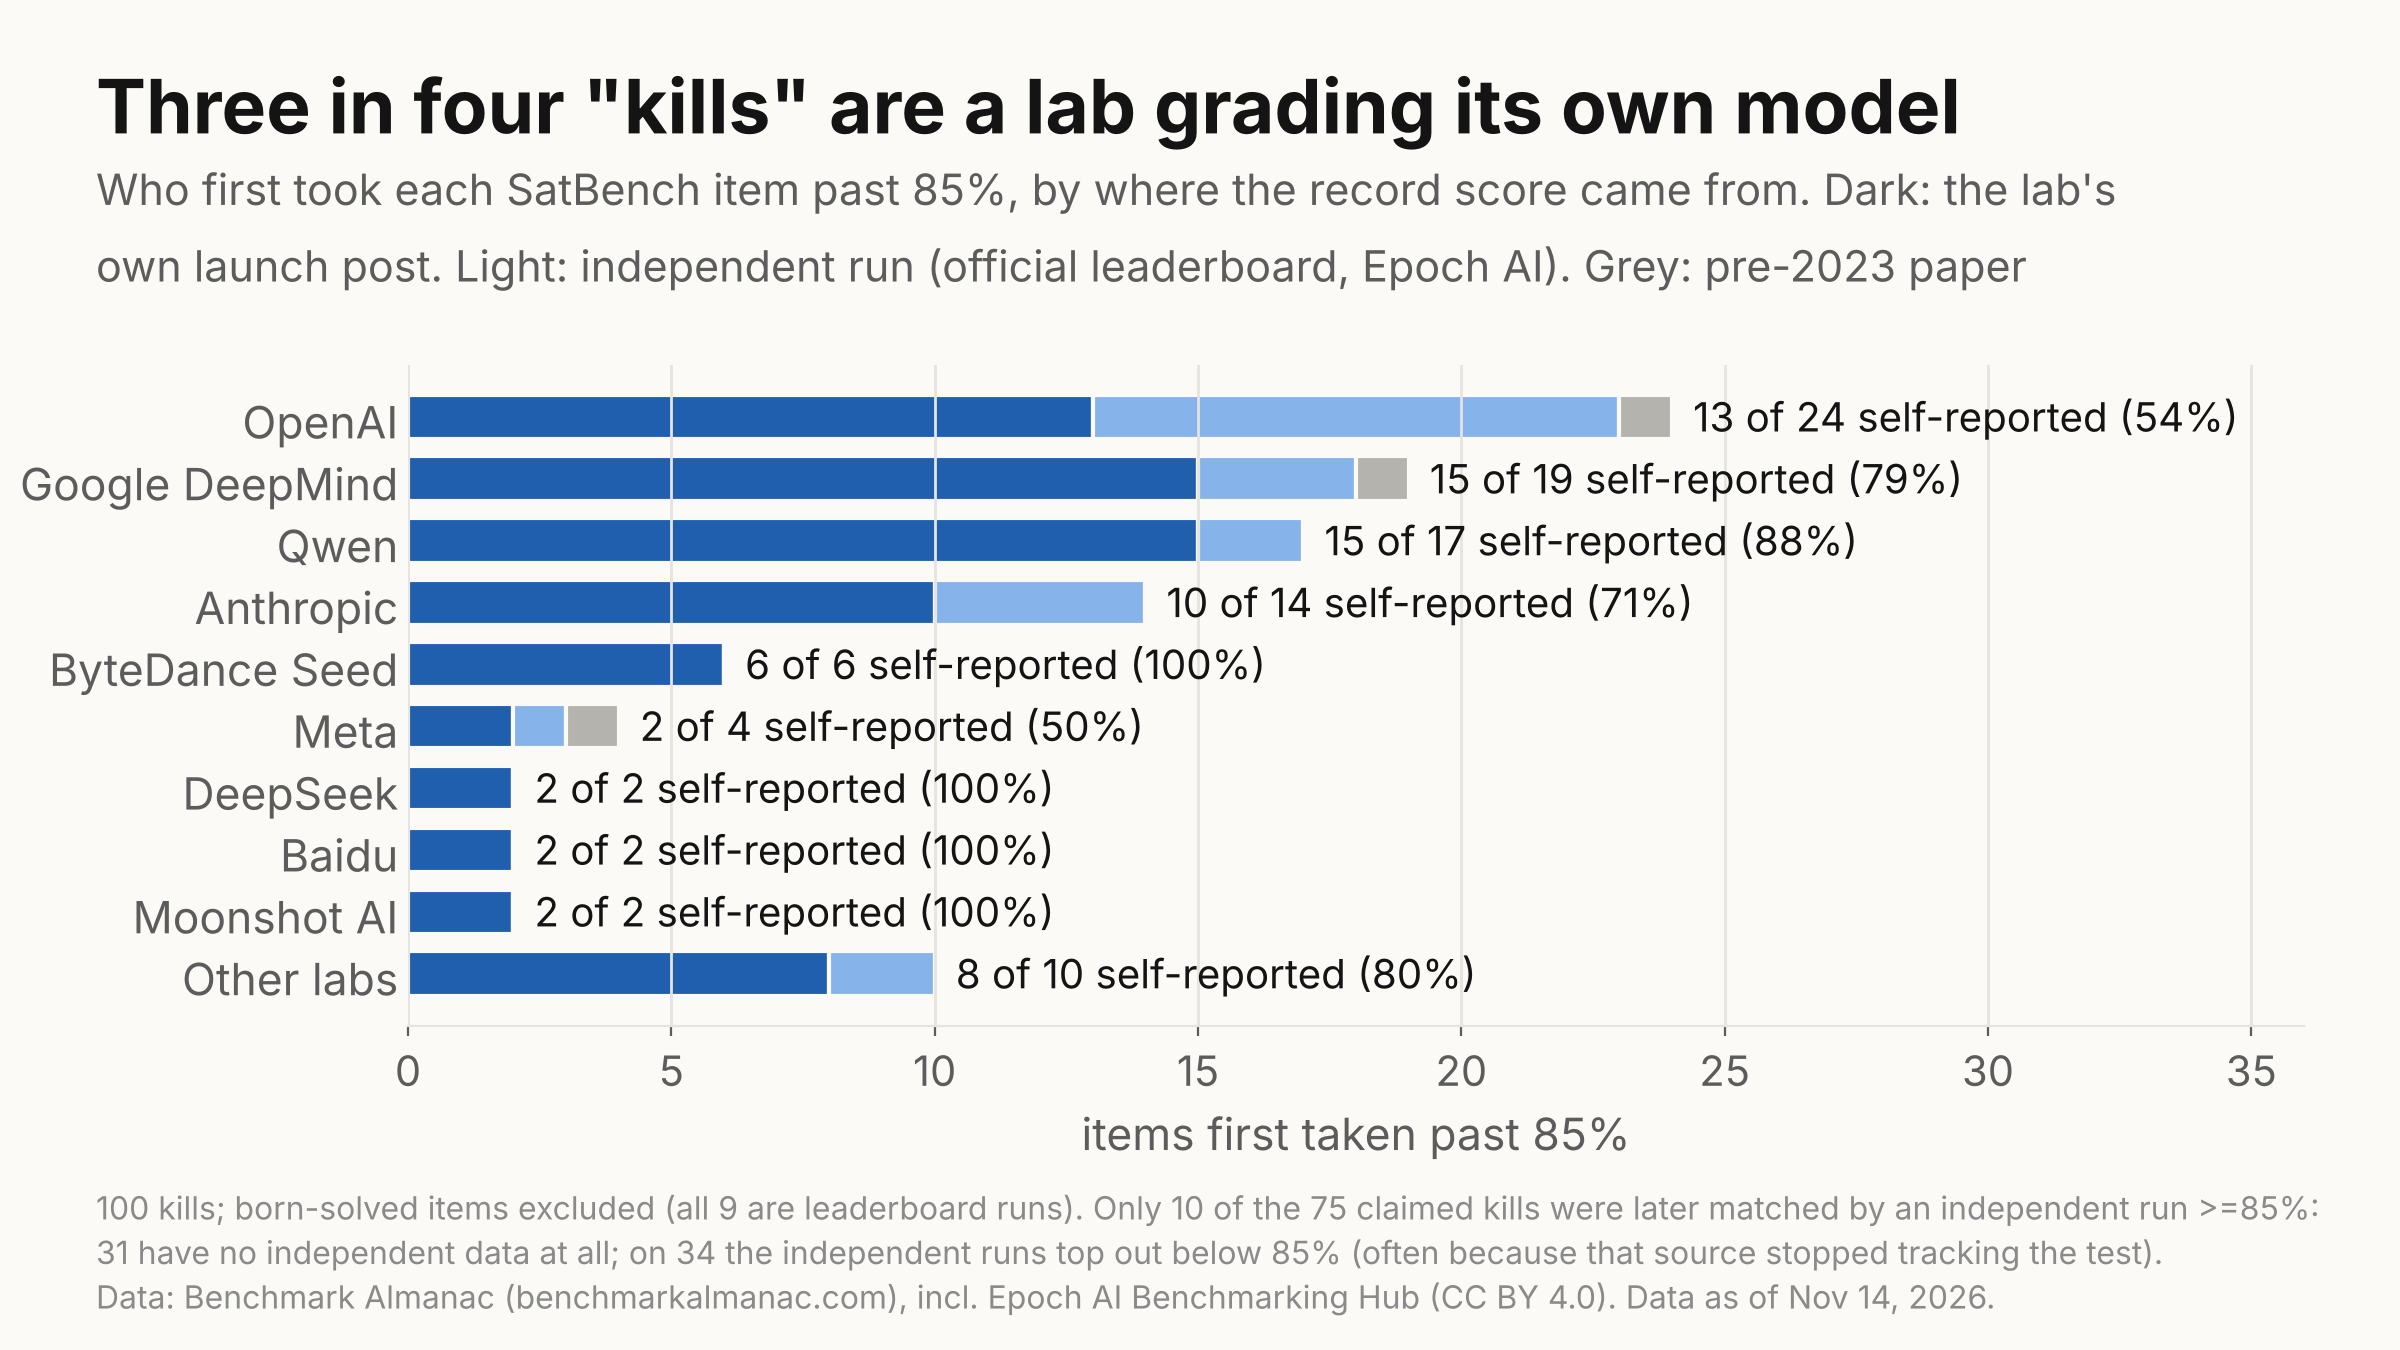 Three in four "kills" are a lab grading its own model
Who first took each SatBench item past 85%, by where the record score came from. Dark: the lab's
own launch post. Light: independent run (official leaderboard, Epoch AI). Grey: pre-2023 paper
OpenAI 13 of 24 self-reported (54%)
Google DeepMind 15 of 19 self-reported (79%)
Qwen 15 of 17 self-reported (88%)
Anthropic 10 of 14 self-reported (71%)
ByteDance Seed 6 of 6 self-reported (100%)
Meta 2 of 4 self-reported (50%)
DeepSeek 2 of 2 self-reported (100%)
Baidu 2 of 2 self-reported (100%)
Moonshot AI 2 of 2 self-reported (100%)
Other labs 8 of 10 self-reported (80%)
0 5 10 15 20 25 30 35
items first taken past 85%
100 kills; born-solved items excluded (all 9 are leaderboard runs). Only 10 of the 75 claimed kills were later matched by an independent run >=85%:
31 have no independent data at all; on 34 the independent runs top out below 85% (often because that source stopped tracking the test).
Data: Benchmark Almanac (benchmarkalmanac.com), incl. Epoch AI Benchmarking Hub (CC BY 4.0). Data as of Nov 14, 2026.